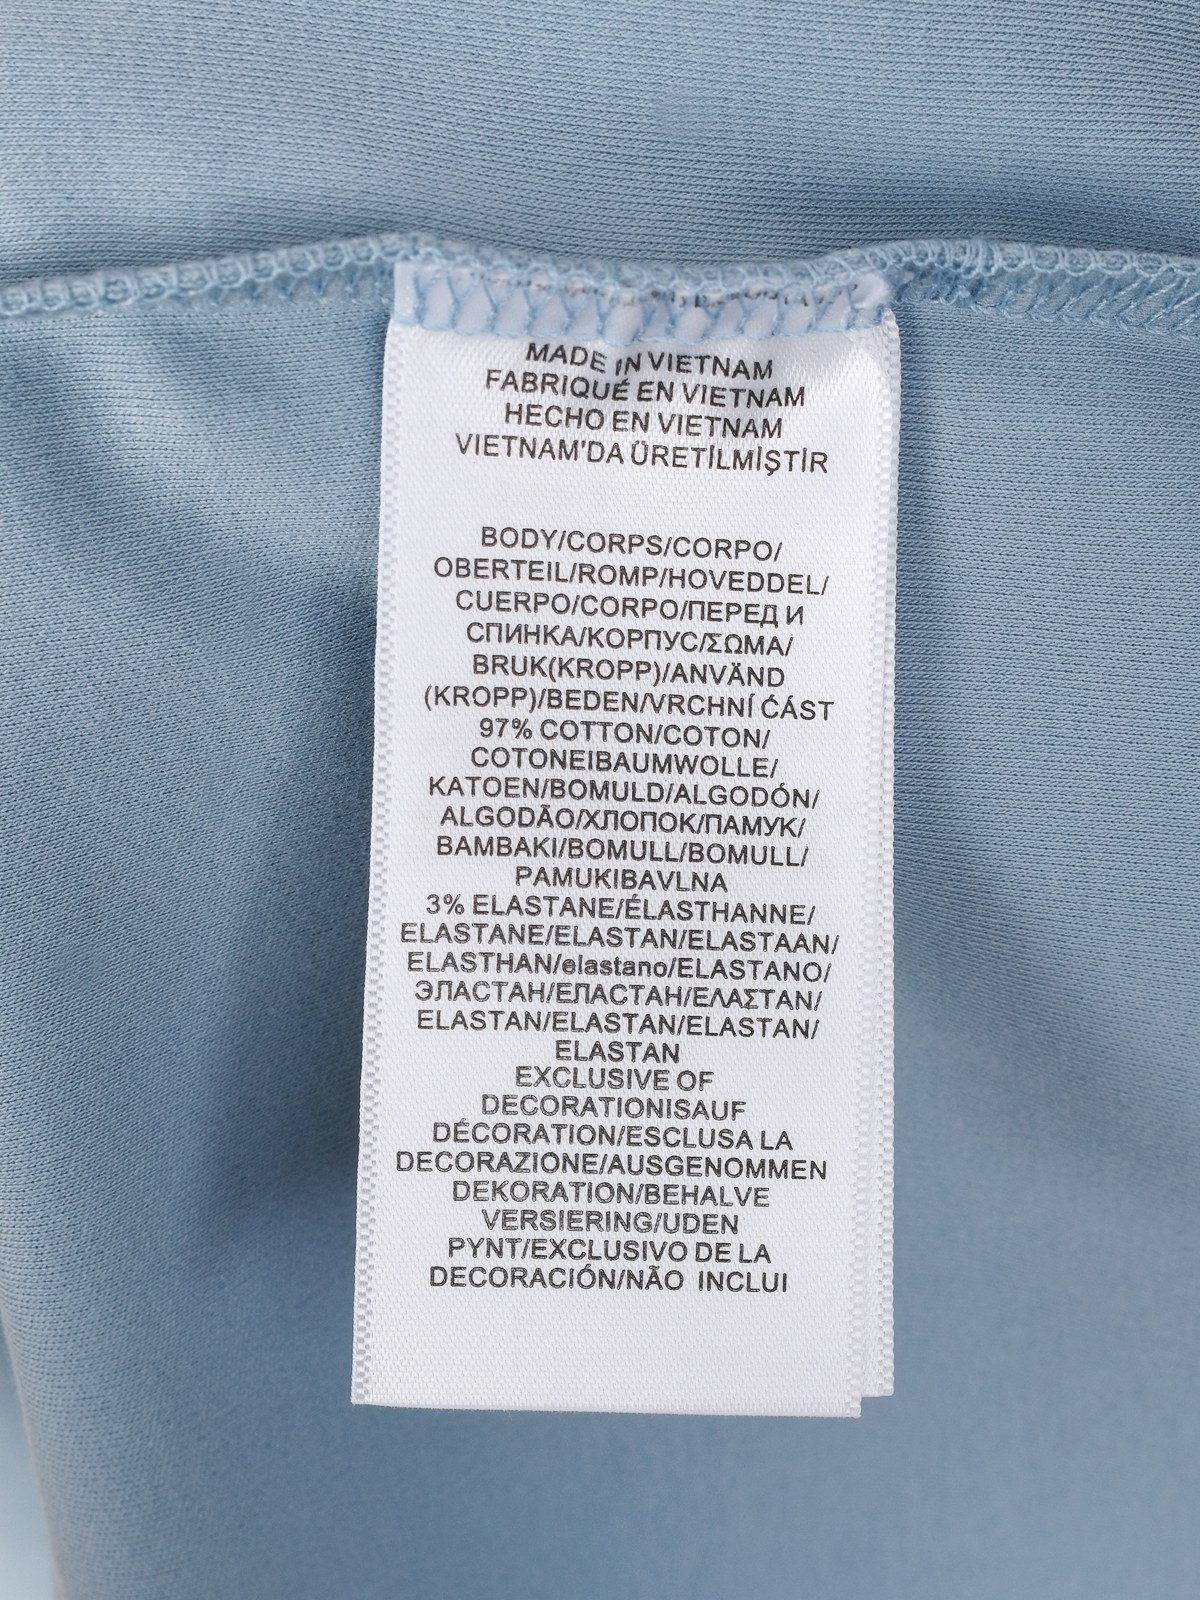 MADE IN VIETNAM
FABRIQUÉ EN VIETNAM
HECHO EN VIETNAM
VIETNAM'DA ÜRETİLMİŞTİR
BODY/CORPS/CORPO/
OBERTEIL/ROMP/HOVEDDEL/
CUERPO/CORPO/ПЕРЕД И
СПИНКА/КОРПУС/ΣΩΜΑ/
BRUK(KROPP)/ANVÄND
(KROPP)/BEDEN/VRCHNÍ ĆÁST
97% COTTON/COTON/
COTONEIBAUMWOLLE/
KATOEN/BOMULD/ALGODÓN/
ALGODÃO/ХЛОПОК/ПАМУК/
BAMBAKI/BOMULL/BOMULL/
PAMUKIBAVLNA
3% ELASTANE/ÉLASTHANNE/
ELASTANE/ELASTAN/ELASTAAN/
ELASTHAN/elastano/ELASTANO/
ЭЛАСТАН/ЕЛАСТАН/ΕΛΑΣΤΑΝ/
ELASTAN/ELASTAN/ELASTAN/
ELASTAN
EXCLUSIVE OF
DECORATIONISAUF
DÉCORATION/ESCLUSA LA
DECORAZIONE/AUSGENOMMEN
DEKORATION/BEHALVE
VERSIERING/UDEN
PYNT/EXCLUSIVO DE LA
DECORACIÓN/NÃO INCLUI